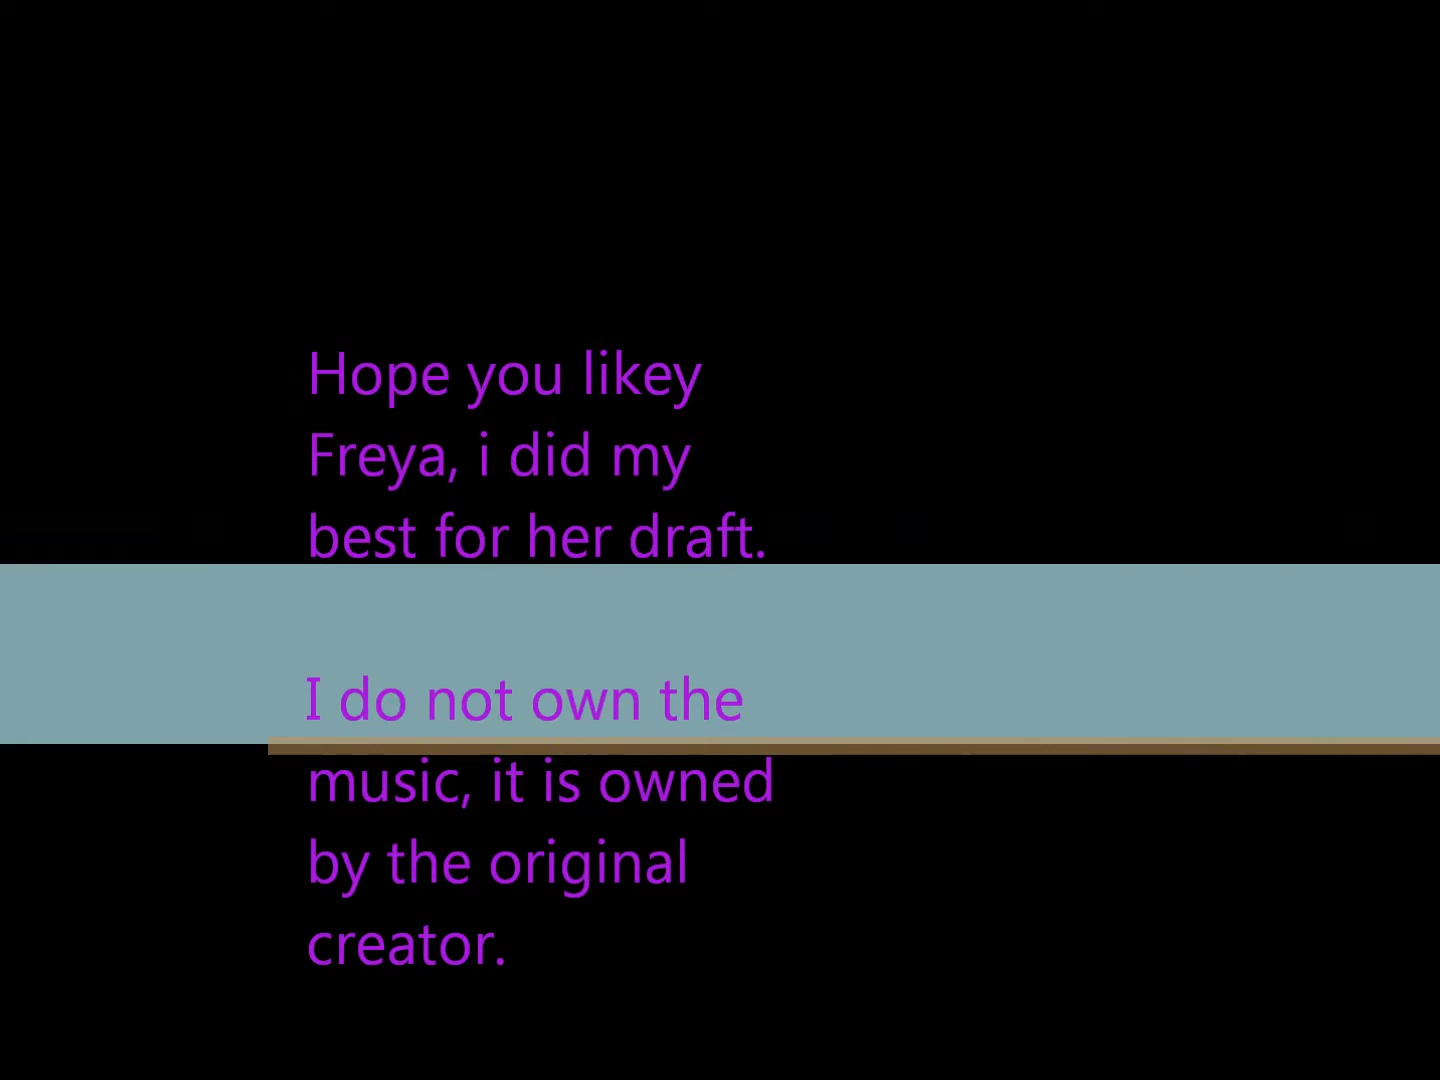 Hope you likey
Freya, i did my
best for her draft.
I do not own the
music, it is owned
by the original
creator.